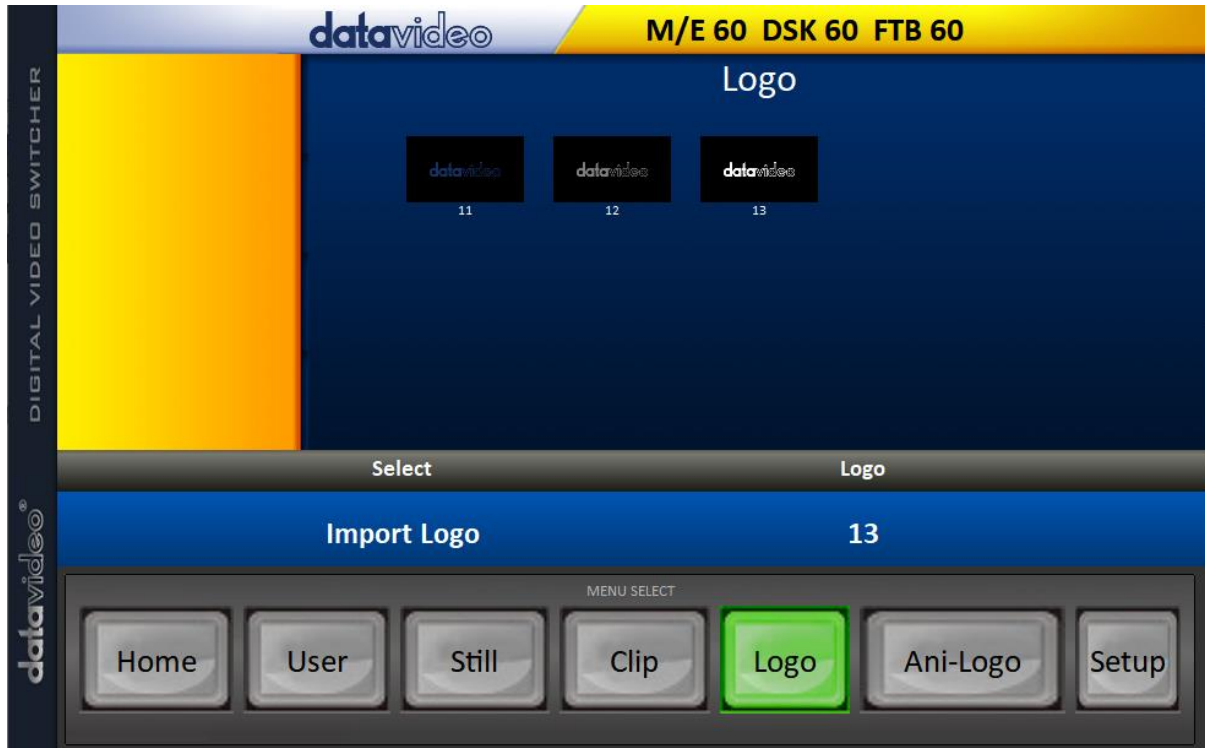 datavideo
M/E 60 DSK 60 FTB 60
DIGITAL VIDEO SWITCHER
datavideo®
Logo
datavideo
datavideo
datavideo
11
12
13
Select
Logo
Import Logo
13
MENU SELECT
Home
User
Still
Clip
Logo
Ani-Logo
Setup